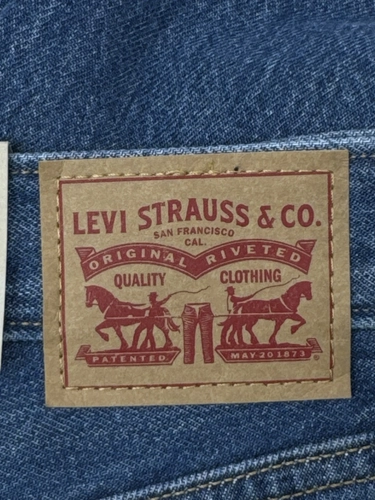 LEVI STRAUSS & CO.
SAN FRANCISCO
CAL.
ORIGINAL RIVETED
QUALITY CLOTHING
PATENTED MAY 20 1873 ®